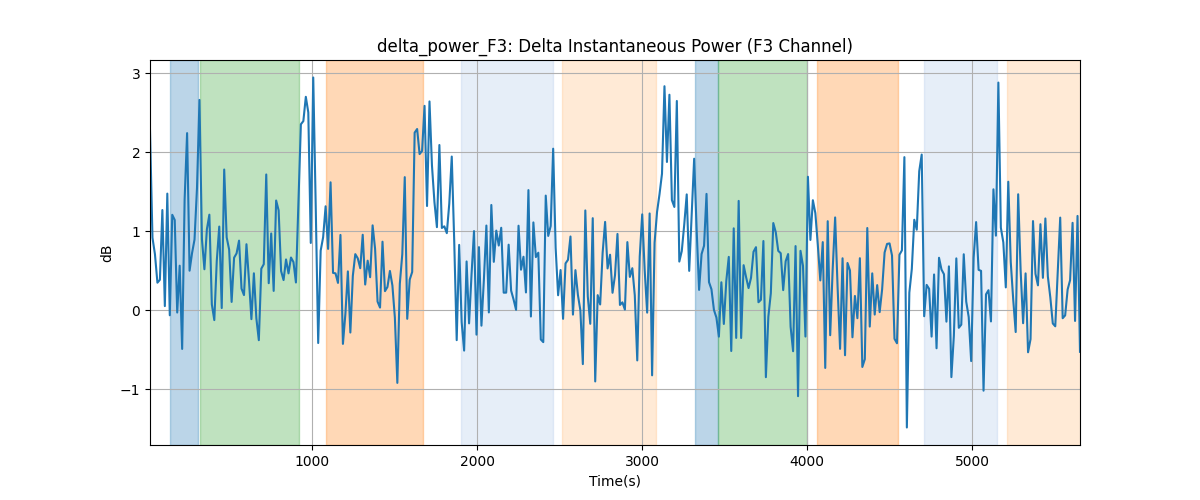 delta_power_F3: Delta Instantaneous Power (F3 Channel)
3
2
1
0
−1
dB
1000 2000 3000 4000 5000
Time(s)